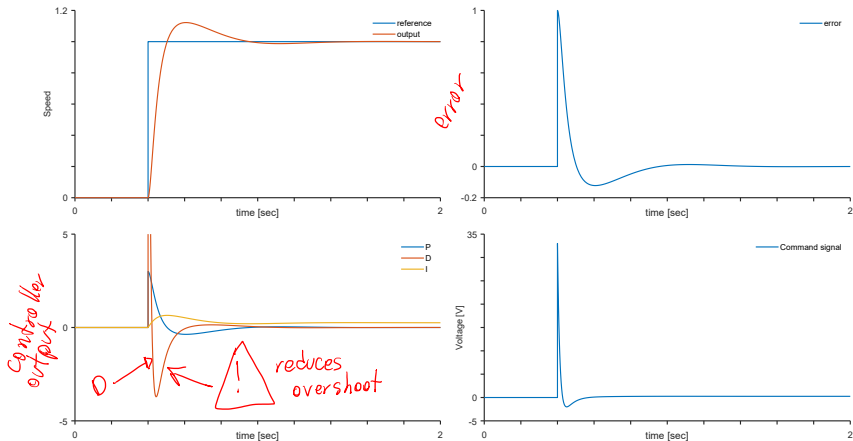 1.2
reference
output
Speed
0
0
2
time [sec]
1
error
error
-0.2
0
2
time [sec]
5
P
D
I
controller
output
0
D
!
reduces
overshoot
-5
0
2
time [sec]
35
Command signal
Voltage [V]
0
-5
0
2
time [sec]